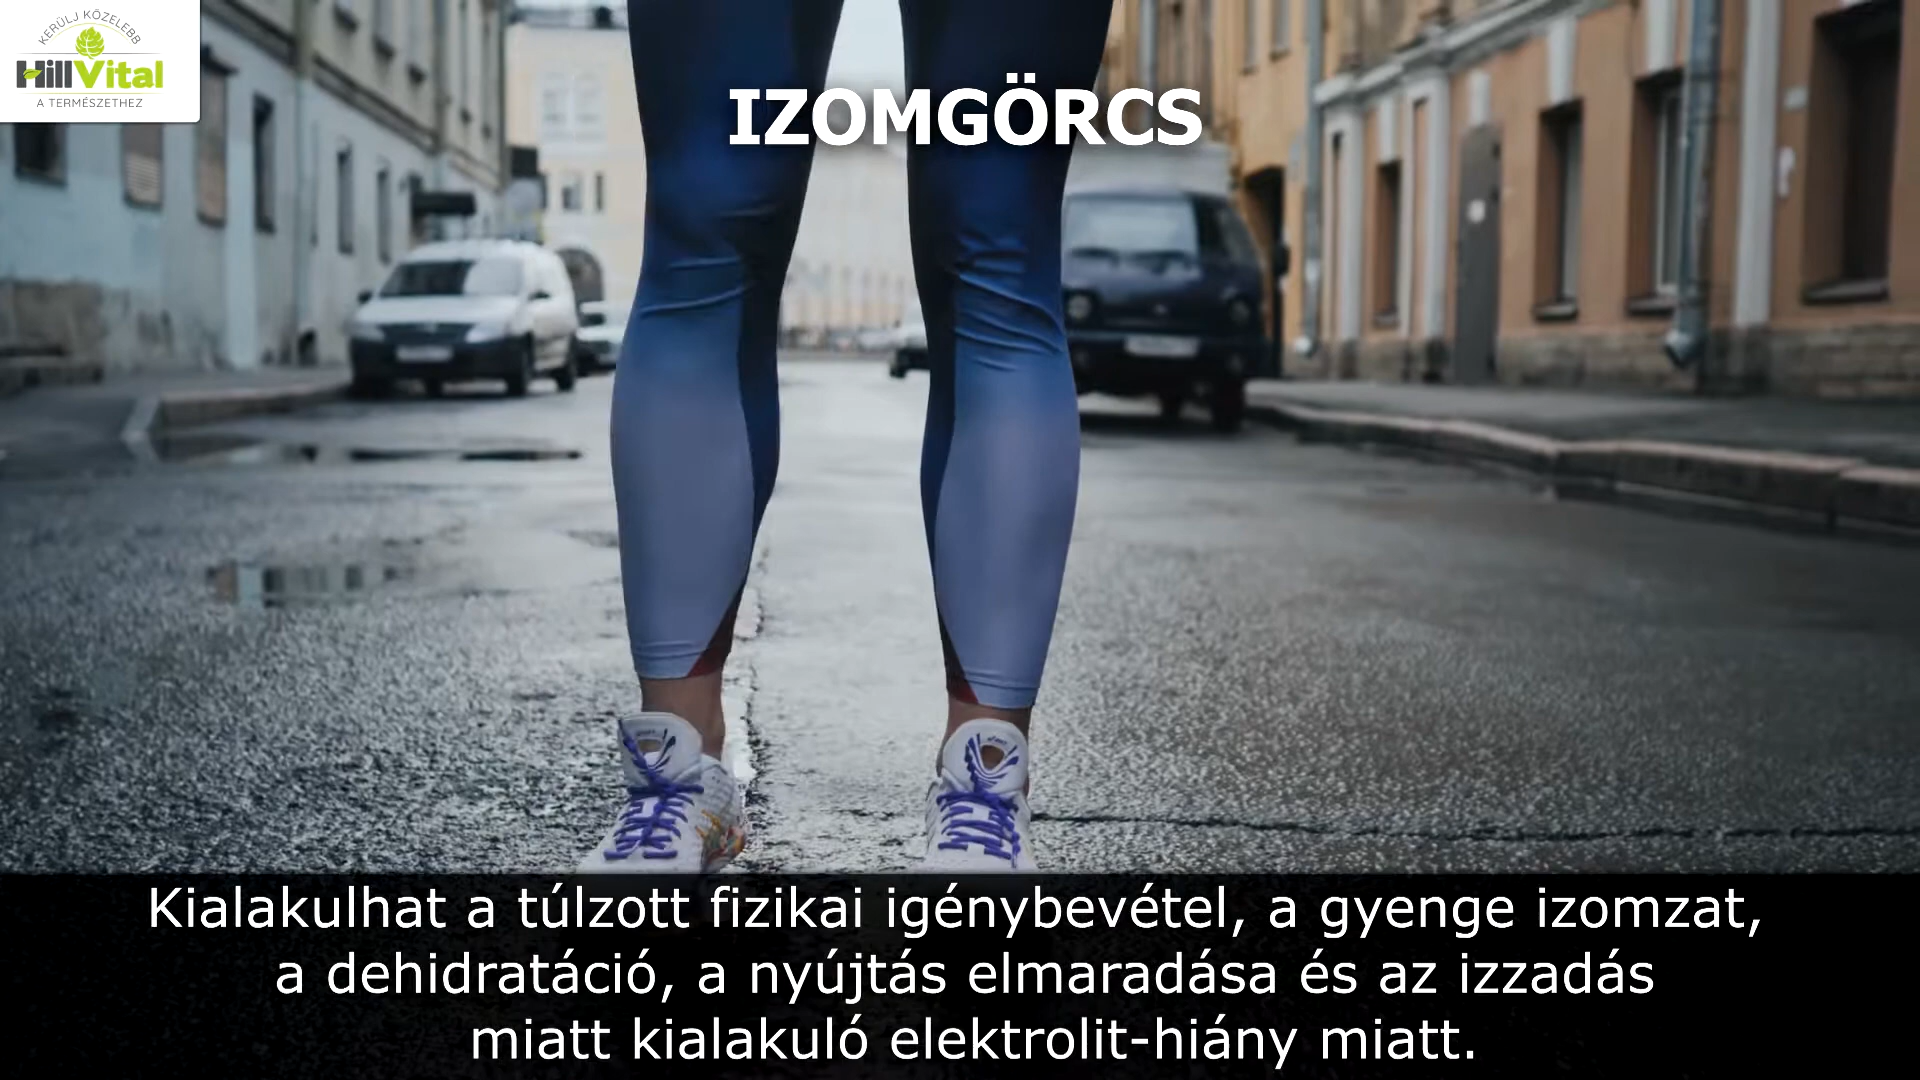 KERÜLJ KÖZELEBB
HillVital
A TERMÉSZETHEZ
IZOMGÖRCS
Kialakulhat a túlzott fizikai igénybevétel, a gyenge izomzat,
a dehidratáció, a nyújtás elmaradása és az izzadás
miatt kialakuló elektrolit-hiány miatt.